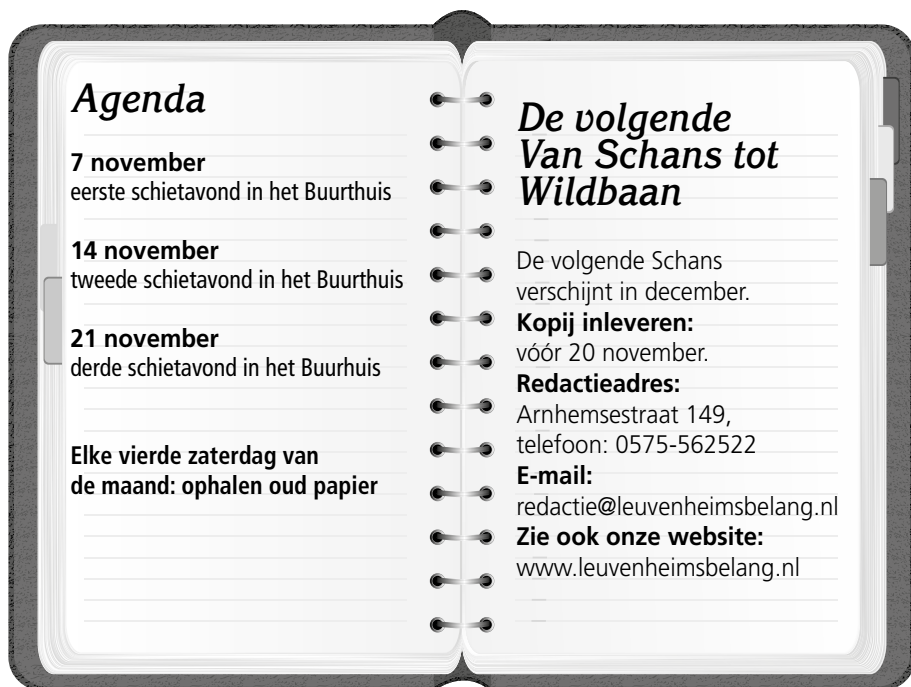 Agenda
7 november
eerste schietavond in het Buurthuis
14 november
tweede schietavond in het Buurthuis
21 november
derde schietavond in het Buurhuis
Elke vierde zaterdag van
de maand: ophalen oud papier
De volgende
Van Schans tot
Wildbaan
De volgende Schans
verschijnt in december.
Kopij inleveren:
vóór 20 november.
Redactieadres:
Arnhemsestraat 149,
telefoon: 0575-562522
E-mail:
redactie@leuvenheimsbelang.nl
Zie ook onze website:
www.leuvenheimsbelang.nl